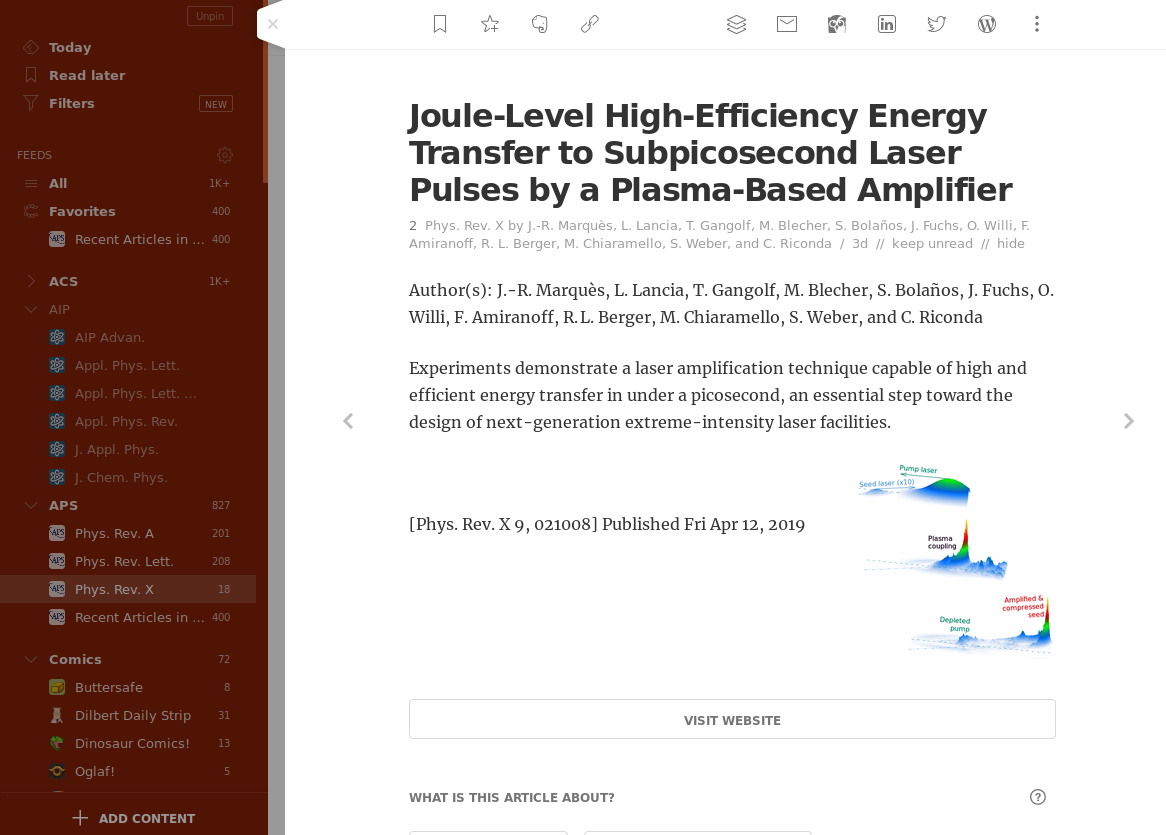 Unpin
Today
Read later
Filters
NEW
FEEDS
All
1K+
Favorites
400
Recent Articles in ...
400
ACS
1K+
AIP
AIP Advan.
Appl. Phys. Lett.
Appl. Phys. Lett. ...
Appl. Phys. Rev.
J. Appl. Phys.
J. Chem. Phys.
APS
827
Phys. Rev. A
201
Phys. Rev. Lett.
208
Phys. Rev. X
18
Recent Articles in ...
400
Comics
72
Buttersafe
8
Dilbert Daily Strip
31
Dinosaur Comics!
13
Oglaf!
5
ADD CONTENT
Joule-Level High-Efficiency Energy
Transfer to Subpicosecond Laser
Pulses by a Plasma-Based Amplifier
2 Phys. Rev. X by J.-R. Marquès, L. Lancia, T. Gangolf, M. Blecher, S. Bolaños, J. Fuchs, O. Willi, F.
Amiranoff, R. L. Berger, M. Chiaramello, S. Weber, and C. Riconda / 3d // keep unread // hide
Author(s): J.-R. Marquès, L. Lancia, T. Gangolf, M. Blecher, S. Bolaños, J. Fuchs, O.
Willi, F. Amiranoff, R. L. Berger, M. Chiaramello, S. Weber, and C. Riconda
Experiments demonstrate a laser amplification technique capable of high and
efficient energy transfer in under a picosecond, an essential step toward the
design of next-generation extreme-intensity laser facilities.
Pump laser
Seed laser (x10)
Plasma
coupling
Amplified &
compressed
seed
Depleted
pump
[Phys. Rev. X 9, 021008] Published Fri Apr 12, 2019
VISIT WEBSITE
WHAT IS THIS ARTICLE ABOUT?